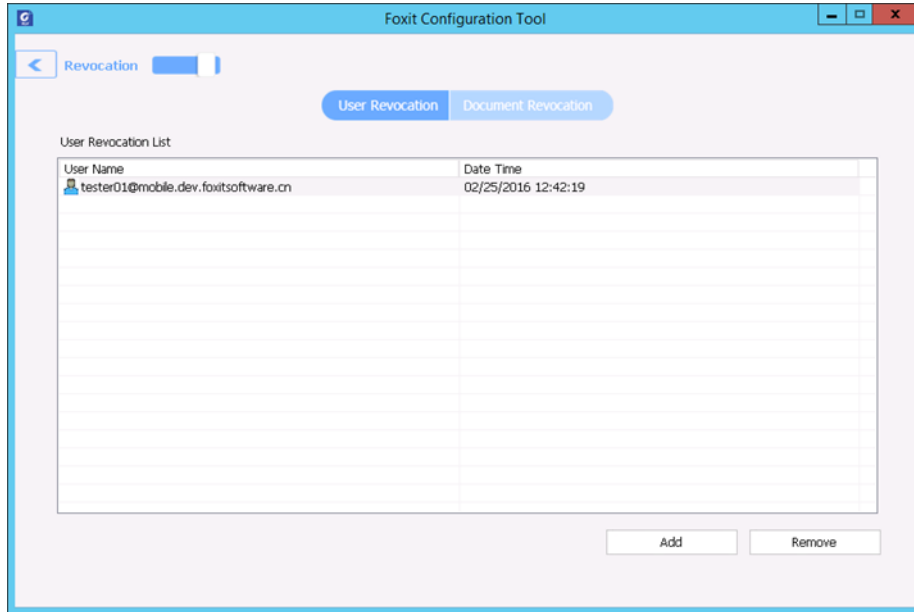 Foxit Configuration Tool
Revocation
User Revocation Document Revocation
User Revocation List
User Name Date Time
tester01@mobile.dev.foxitsoftware.cn 02/25/2016 12:42:19
Add Remove